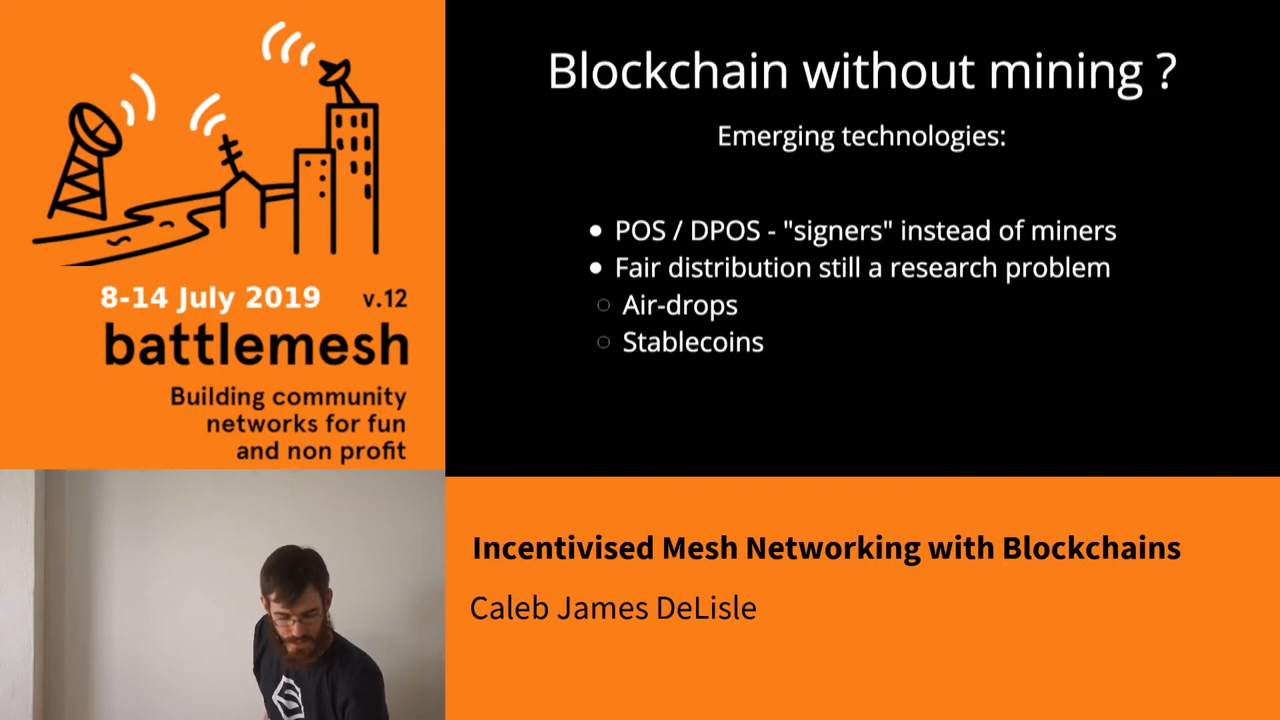 8-14 July 2019 v.12
battlemesh
Building community
networks for fun
and non profit
Blockchain without mining ?
Emerging technologies:
POS / DPOS - "signers" instead of miners
Fair distribution still a research problem
Air-drops
Stablecoins
Incentivised Mesh Networking with Blockchains
Caleb James DeLisle